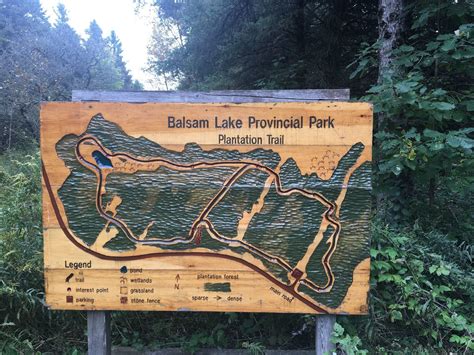 Balsam Lake Provincial Park
Plantation Trail
Legend
trail
interest point
parking
pond
wetlands
grassland
stone fence
N
plantation forest
sparse → dense
main road